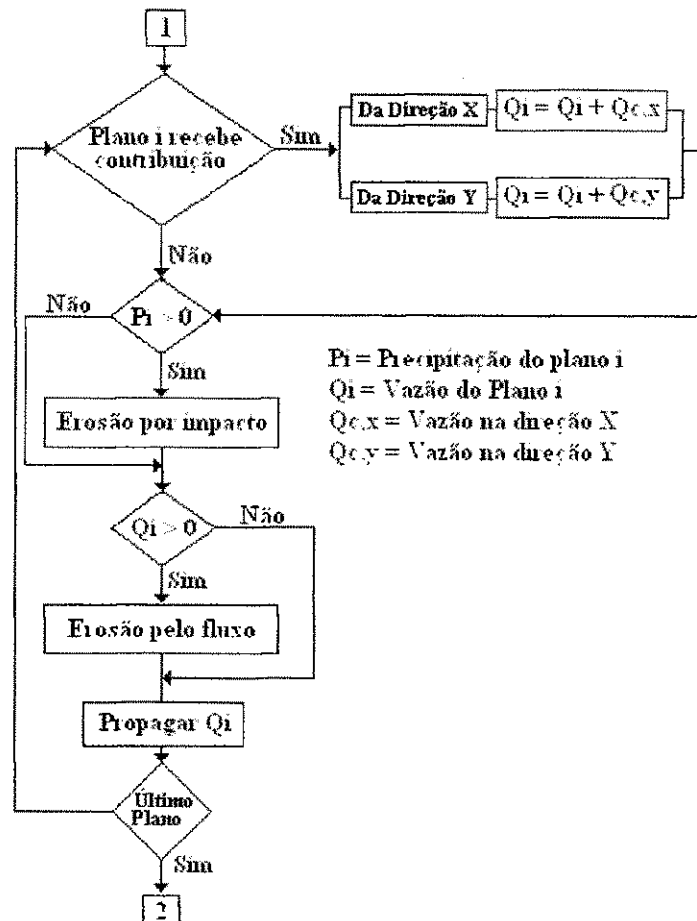 1
Plano i recebe
contribuição
Sim
Da Direção X
Qi = Qi + Qc,x
Da Direção Y
Qi = Qi + Qc,y
Não
Não
Pi > 0
Sim
Pi = Precipitação do plano i
Qi = Vazão do Plano i
Qc,x = Vazão na direção X
Qc,y = Vazão na direção Y
Erosão por impacto
Qi > 0
Não
Sim
Erosão pelo fluxo
Propagar Qi
Último
Plano
Sim
2